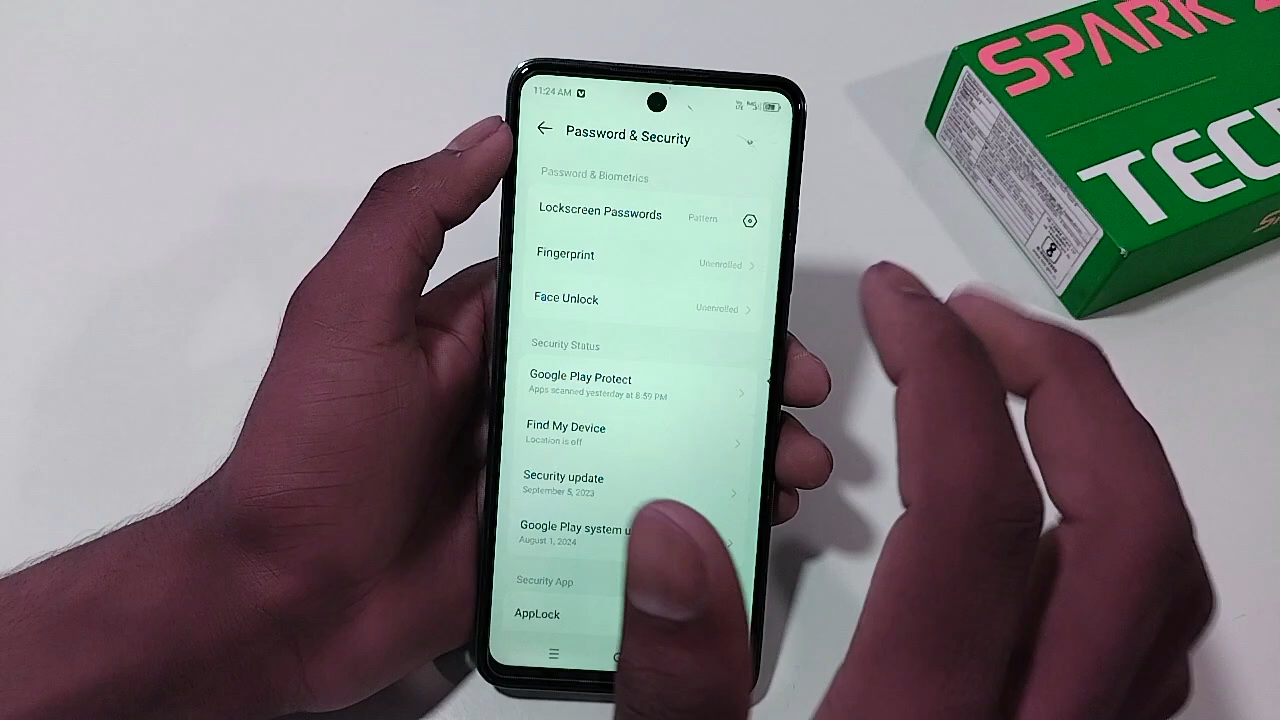 11:24 AM
Password & Security
Password & Biometrics
Lockscreen Passwords Pattern
Fingerprint Unenrolled
Face Unlock Unenrolled
Security Status
Google Play Protect
Apps scanned yesterday at 8:59 PM
Find My Device
Location is off
Security update
September 5, 2023
Google Play system
August 1, 2024
Security App
AppLock
SPARK
TEC
8